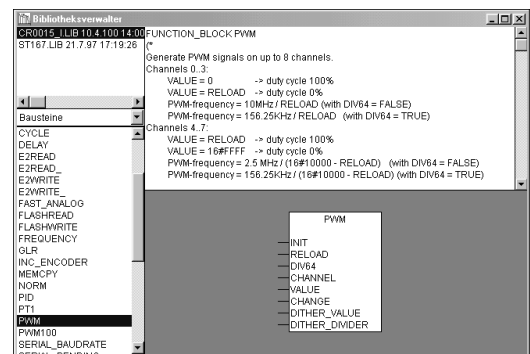 Bibliotheksverwalter
CR0015_I.LIB 10.4.100 14:00
ST167.LIB 21.7.97 17:19:26
FUNCTION_BLOCK PWM
(*
Generate PWM signals on up to 8 channels.
Channels 0..3:
VALUE = 0 -> duty cycle 100%
VALUE = RELOAD -> duty cycle 0%
PWM-frequency = 10MHz / RELOAD (with DIV64 = FALSE)
PWM-frequency = 156.25KHz / RELOAD (with DIV64 = TRUE)
Channels 4..7:
VALUE = RELOAD -> duty cycle 100%
VALUE = 16#FFFF -> duty cycle 0%
PWM-frequency = 2.5 MHz / (16#10000 - RELOAD) (with DIV64 = FALSE)
PWM-frequency = 156.25KHz / (16#10000 - RELOAD) (with DIV64 = TRUE)
Bausteine
CYCLE
DELAY
E2READ
E2READ_
E2WRITE
E2WRITE_
FAST_ANALOG
FLASHREAD
FLASHWRITE
FREQUENCY
GLR
INC_ENCODER
MEMCPY
NORM
PID
PT1
PWM
PWM100
SERIAL_BAUDRATE
SERIAL_PENDING
PWM
INIT
RELOAD
DIV64
CHANNEL
VALUE
CHANGE
DITHER_VALUE
DITHER_DIVIDER